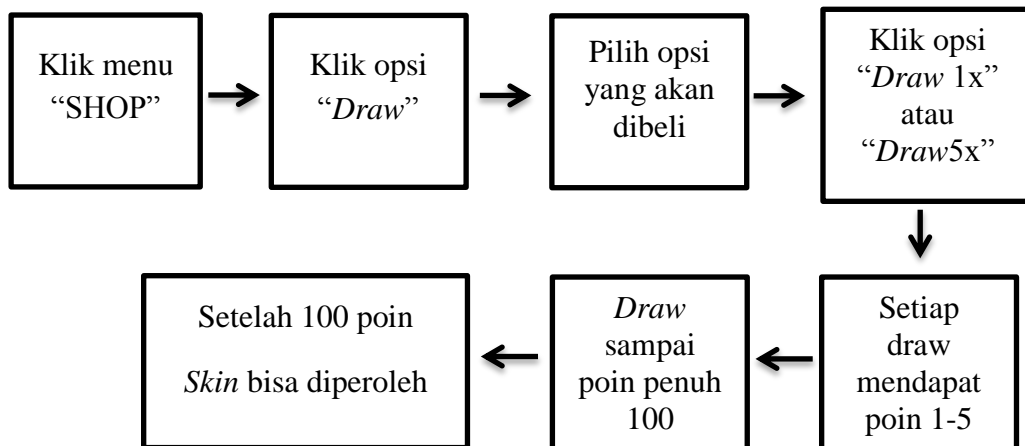 Klik menu
“SHOP”
Klik opsi
“Draw”
Pilih opsi
yang akan
dibeli
Klik opsi
“Draw 1x”
atau
“Draw5x”
Setiap
draw
mendapat
poin 1-5
Draw
sampai
poin penuh
100
Setelah 100 poin
Skin bisa diperoleh